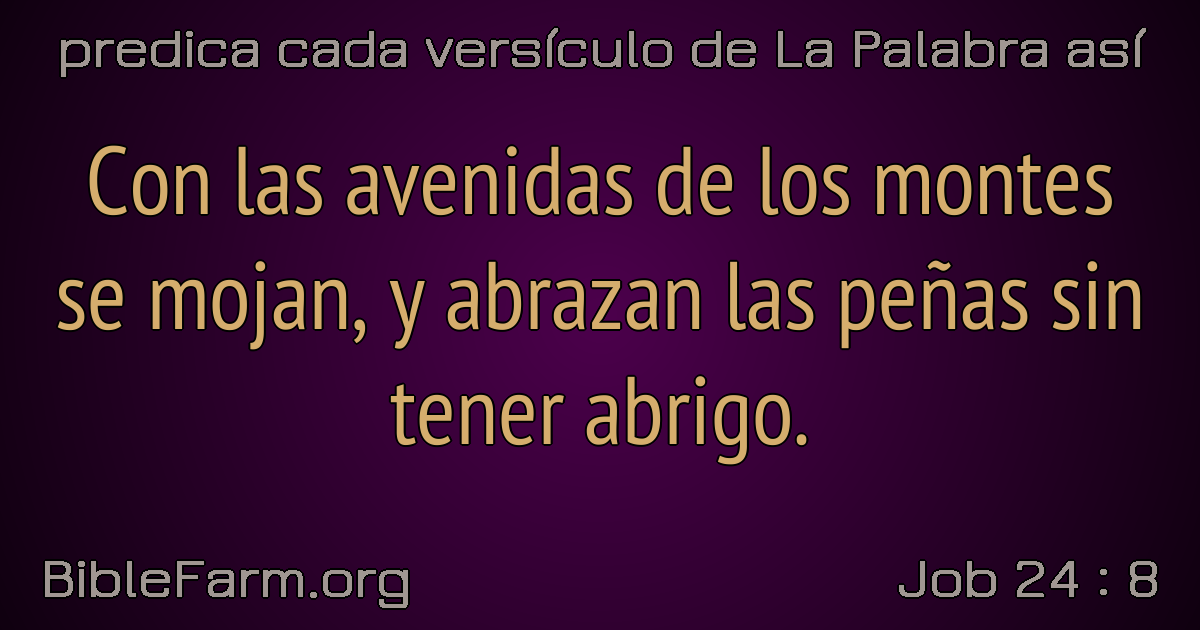 predica cada versículo de La Palabra así
Con las avenidas de los montes
se mojan, y abrazan las peñas sin
tener abrigo.
BibleFarm.org
Job 24 : 8